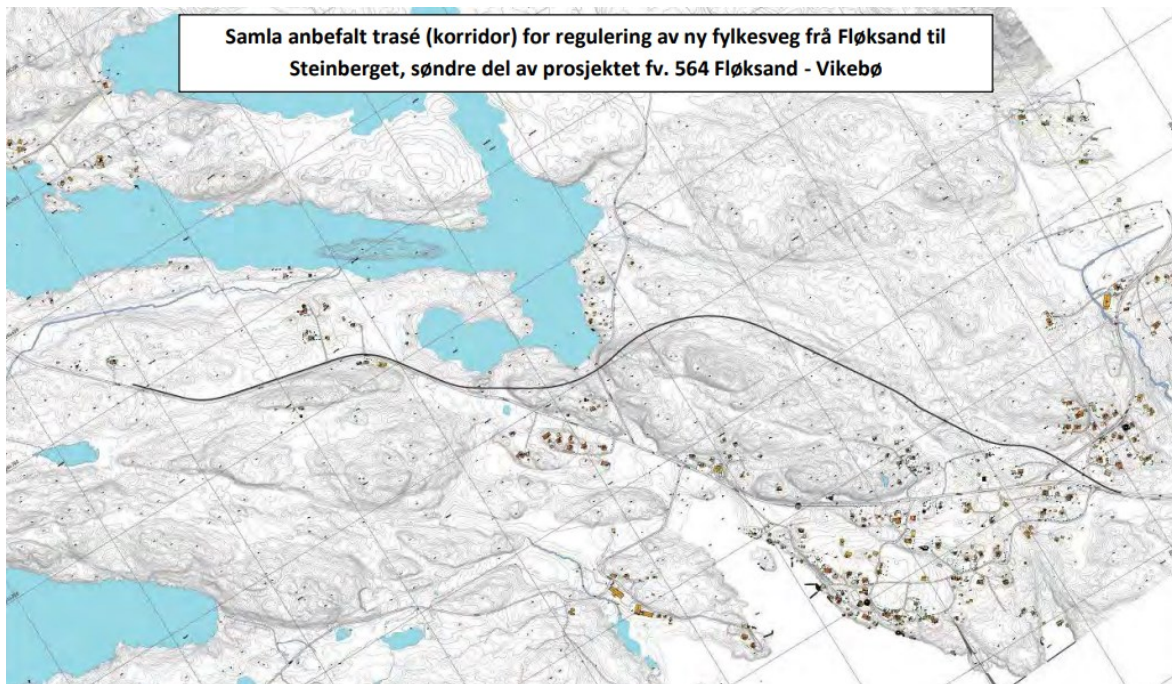 Samla anbefalt trasé (korridor) for regulering av ny fylkesveg frå Fløksand til
Steinberget, søndre del av prosjektet fv. 564 Fløksand - Vikebø